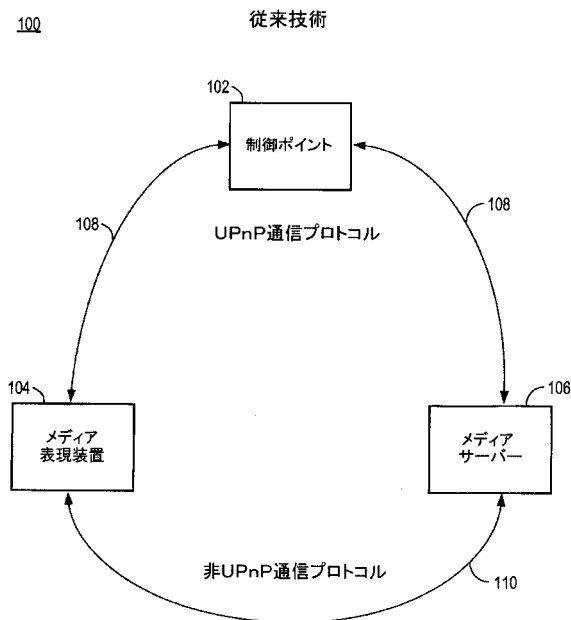 100
従来技術
102
制御ポイント
108
108
UPnP通信プロトコル
104
メディア
表現装置
106
メディア
サーバー
非UPnP通信プロトコル
110